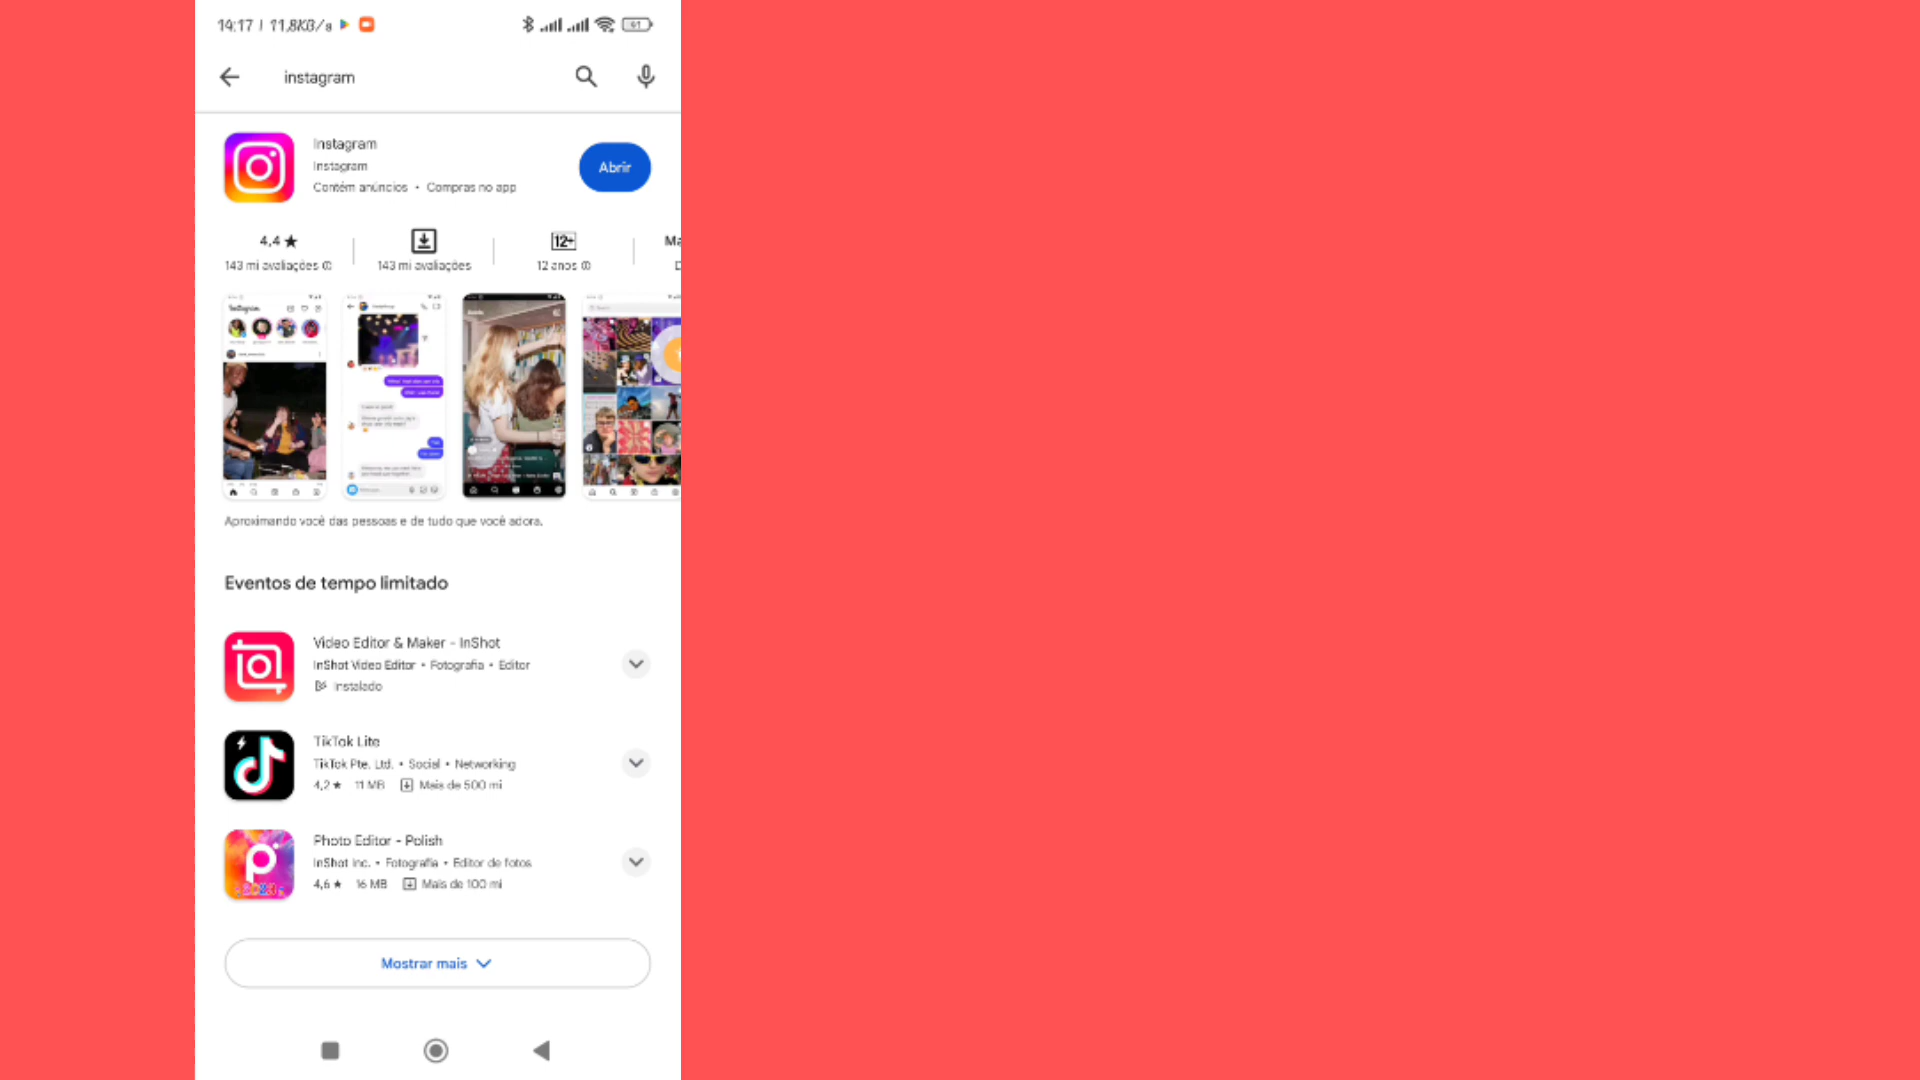 14:17 | 11,8KB/s
61
instagram
Instagram
Instagram
Contém anúncios • Compras no app
Abrir
4,4 ★
12+
Ma
143 mi avaliações
143 mi avaliações
12 anos
D
Instagram
Aproximando você das pessoas e de tudo que você adora.
Eventos de tempo limitado
Video Editor & Maker - InShot
InShot Video Editor • Fotografia • Editor
Instalado
TikTok Lite
TikTok Pte. Ltd. • Social • Networking
4,2 ★ 11 MB Mais de 500 mi
Photo Editor - Polish
InShot Inc. • Fotografia • Editor de fotos
4,6 ★ 16 MB Mais de 100 mi
Mostrar mais